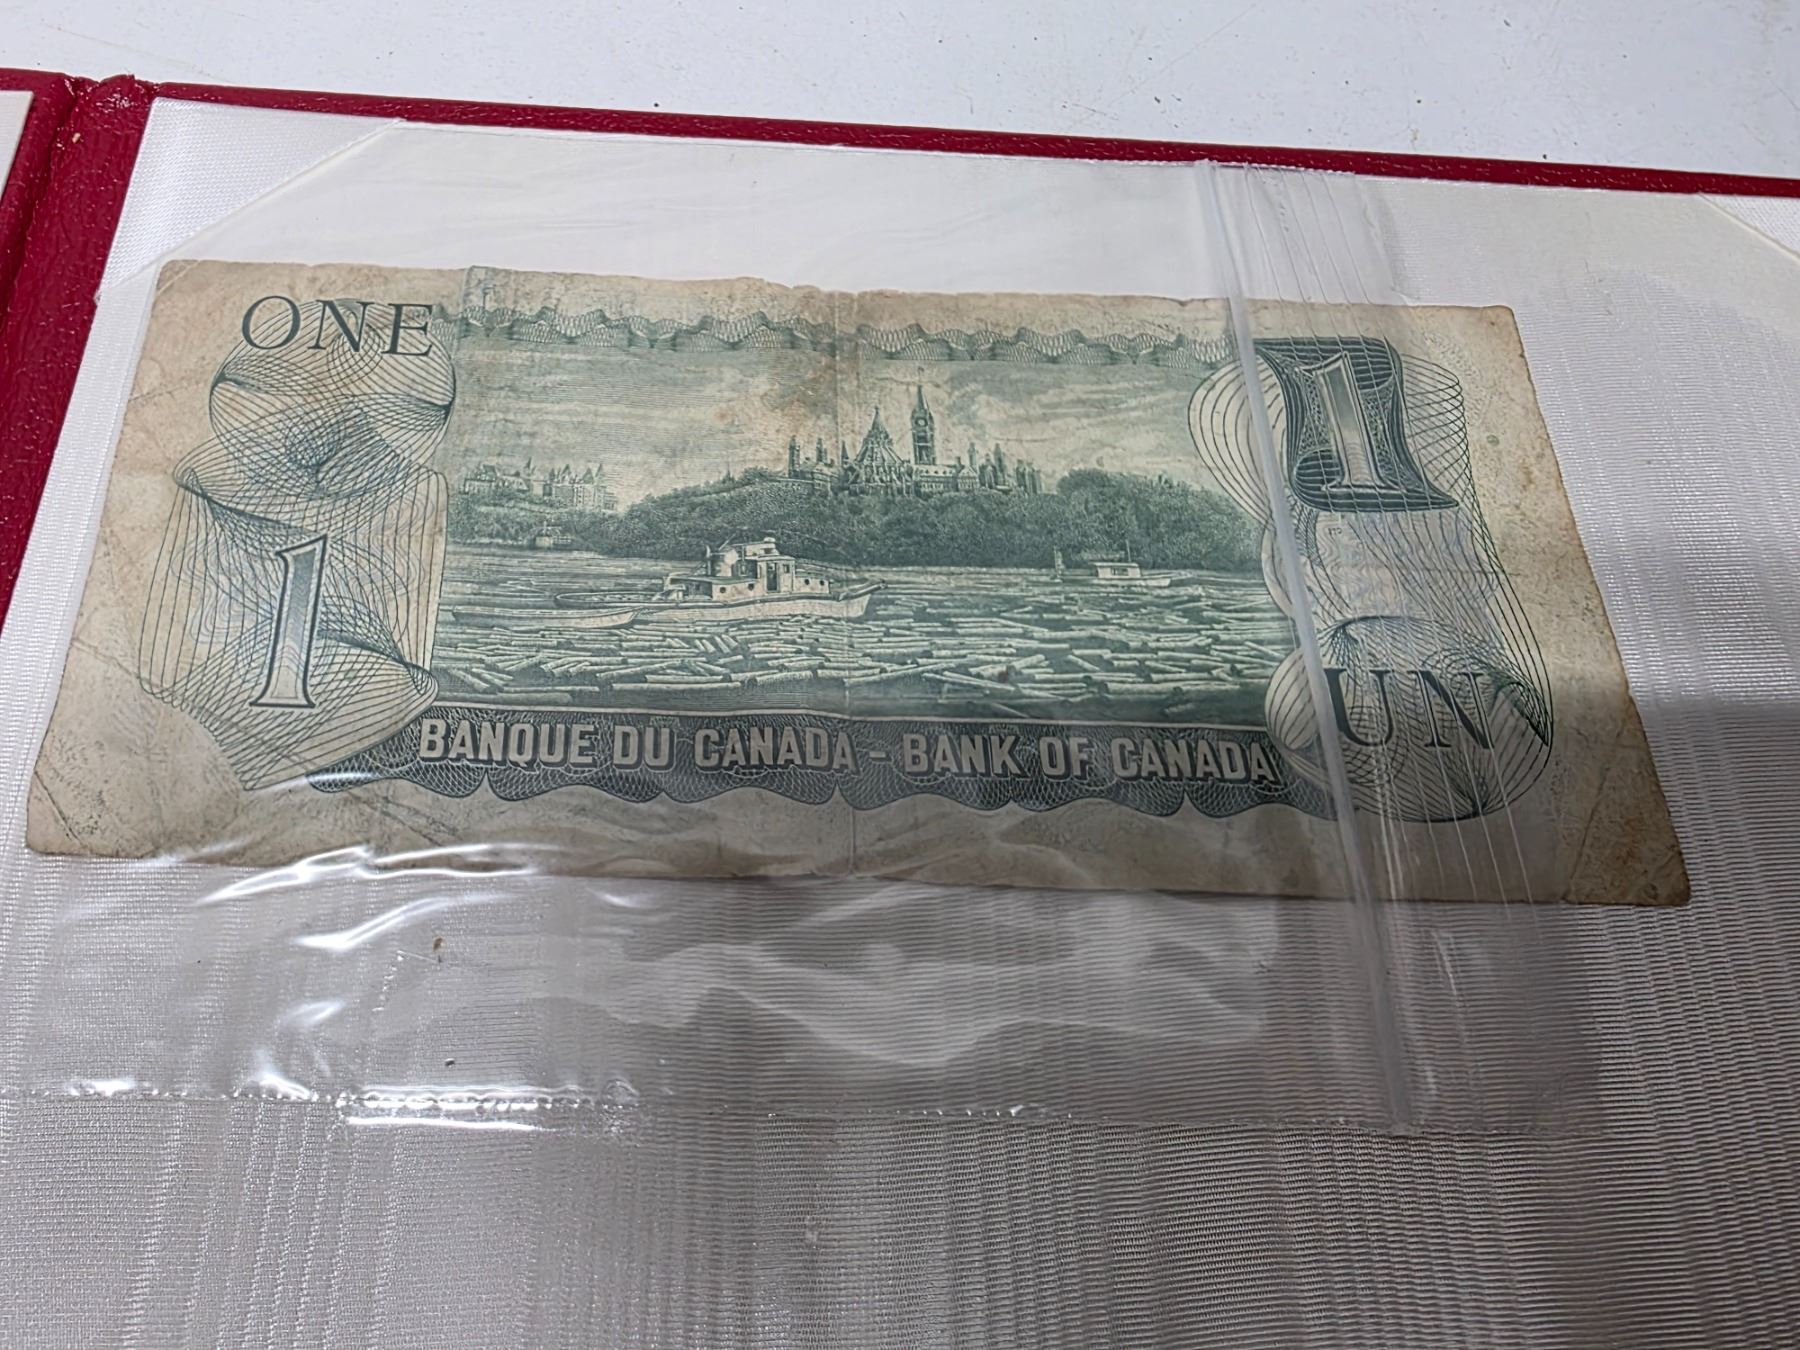 ONE
1
1
BANQUE DU CANADA - BANK OF CANADA
UN